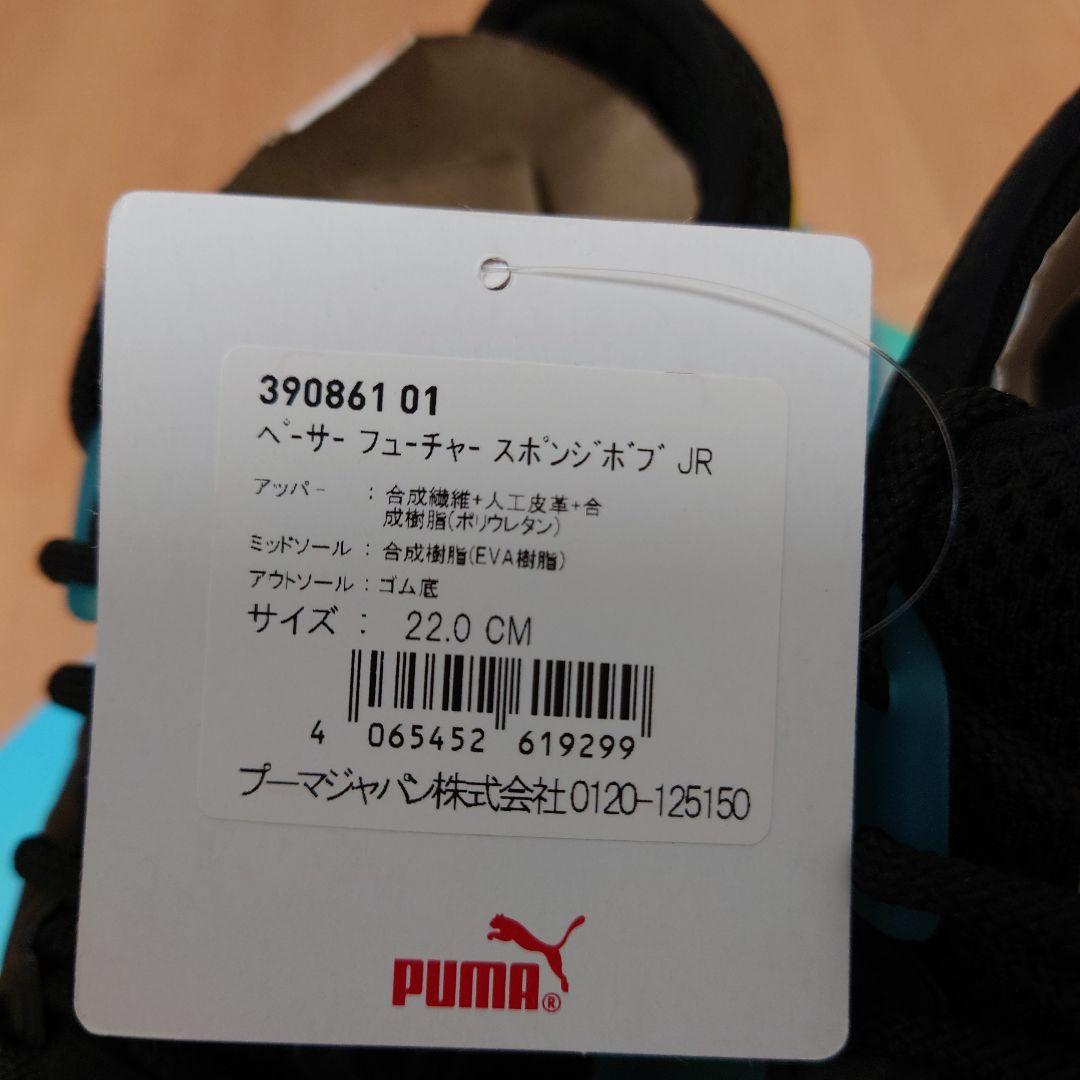 390861 01
ペーサー フューチャー スポンジボブ JR
アッパー : 合成繊維+人工皮革+合
成樹脂(ポリウレタン)
ミッドソール : 合成樹脂(EVA樹脂)
アウトソール : ゴム底
サイズ : 22.0 CM
4 065452 619299
プーマジャパン株式会社0120-125150
PUMA®